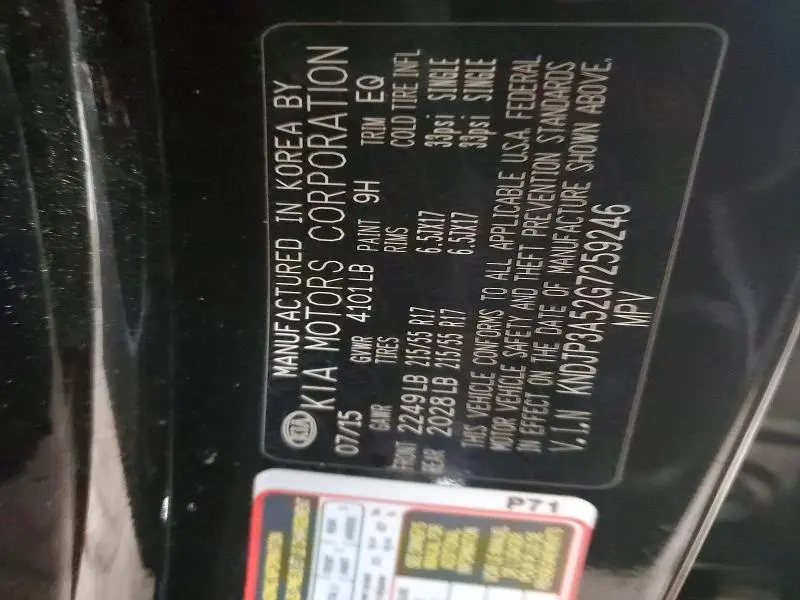 KIA
MANUFACTURED IN KOREA BY
KIA MOTORS CORPORATION
07/15 GVWR 4101 LB PAINT 9H TRIM EQ
GAWR TIRES RIMS COLD TIRE INFL
FRONT 2249 LB 215/55 R17 6.5JX17 33psi SINGLE
REAR 2028 LB 215/55 R17 6.5JX17 33psi SINGLE
THIS VEHICLE CONFORMS TO ALL APPLICABLE U.S.A. FEDERAL
MOTOR VEHICLE SAFETY AND THEFT PREVENTION STANDARDS
IN EFFECT ON THE DATE OF MANUFACTURE SHOWN ABOVE.
V.I.N KNDJP3A52G7259246
MPV
P71